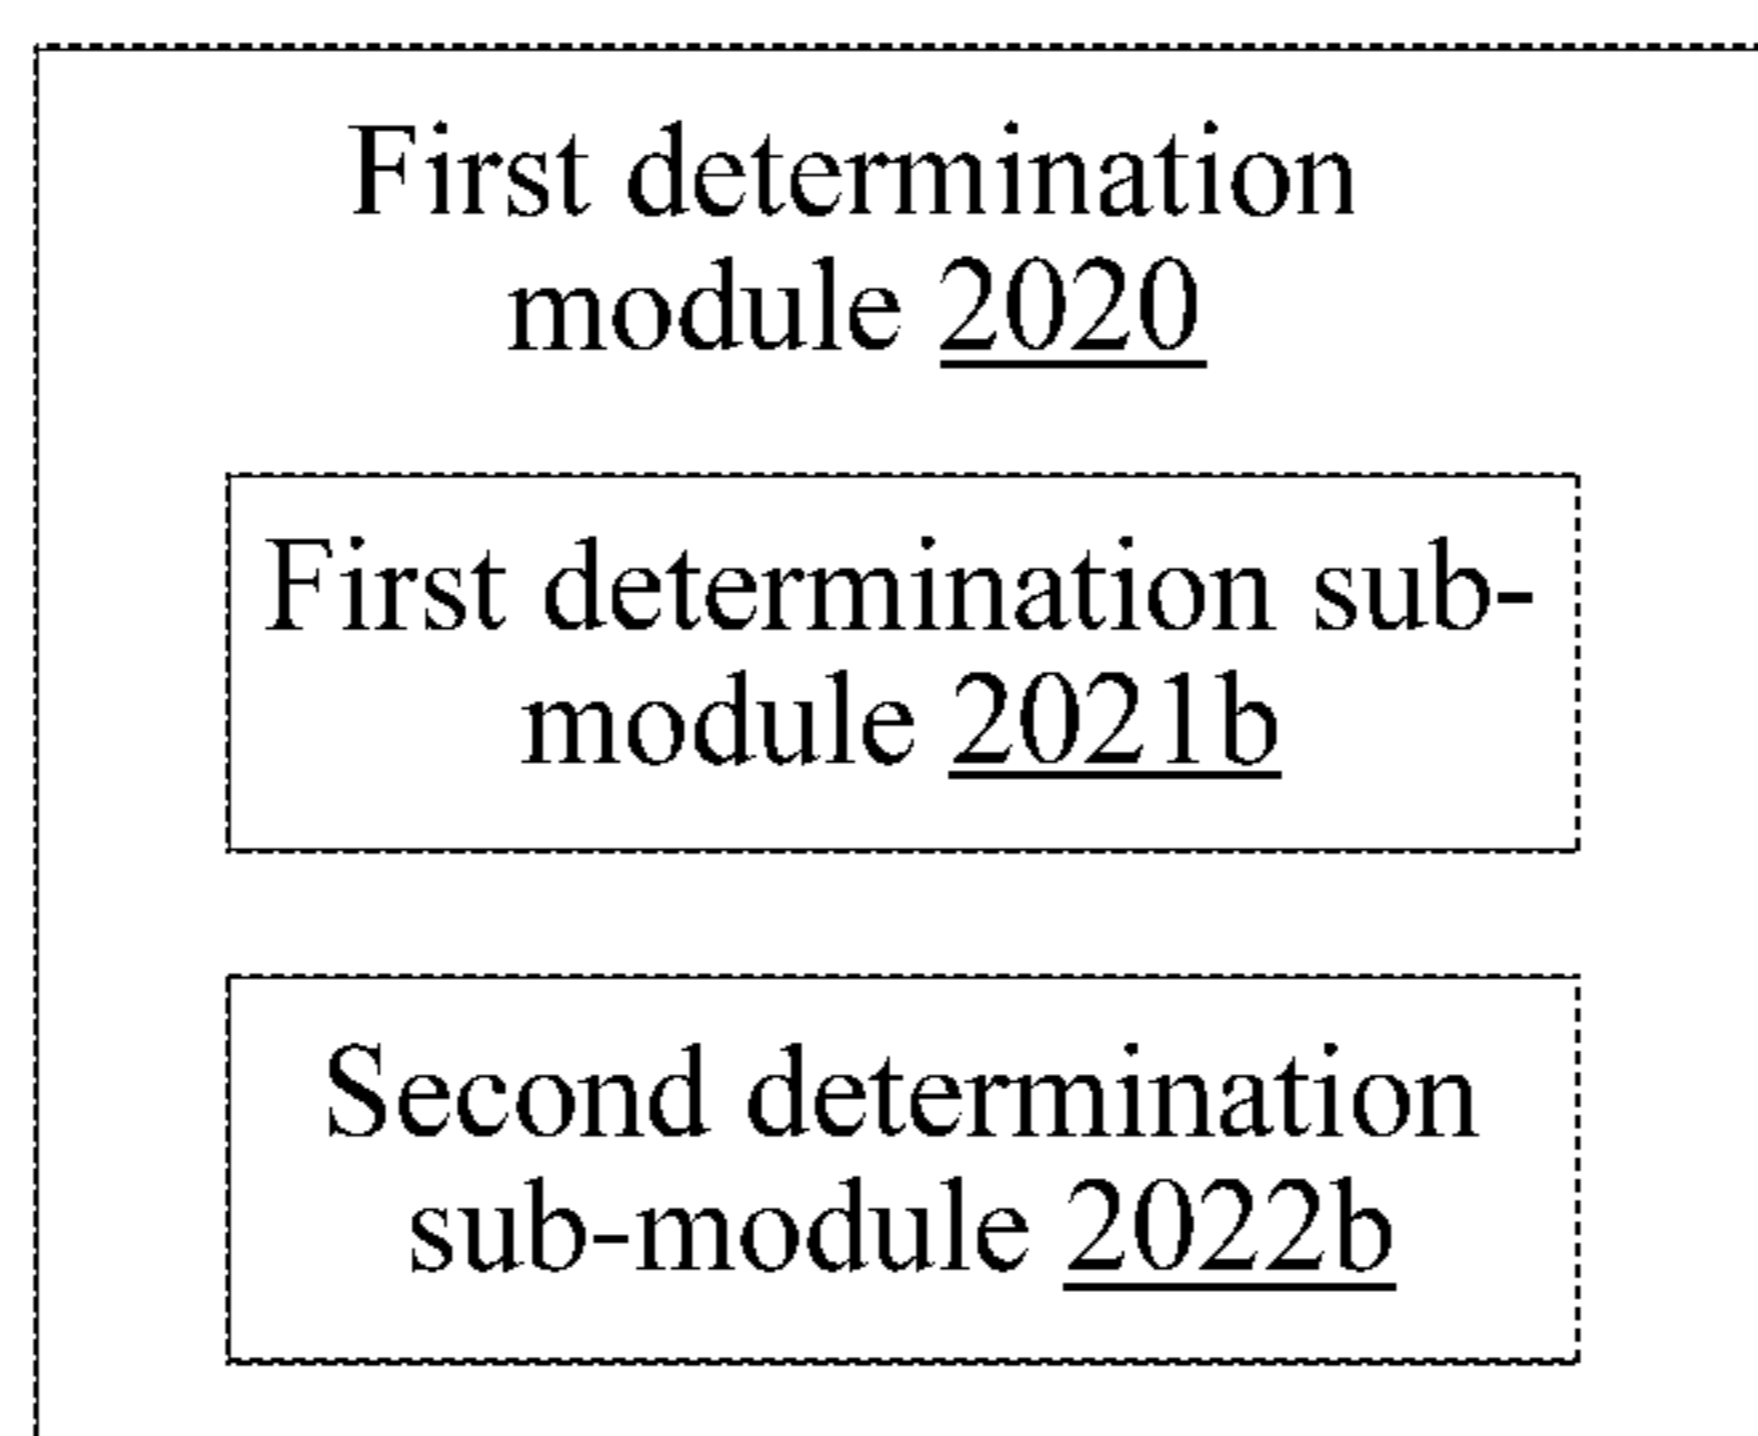 First determination
module 2020
First determination sub-
module 2021b
Second determination
sub-module 2022b